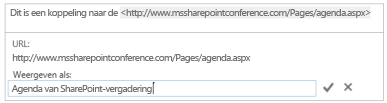 Dit is een koppeling naar de <http://www.mssharepointconference.com/Pages/agenda.aspx>
URL:
http://www.mssharepointconference.com/Pages/agenda.aspx
Weergeven als:
Agenda van SharePoint-vergadering